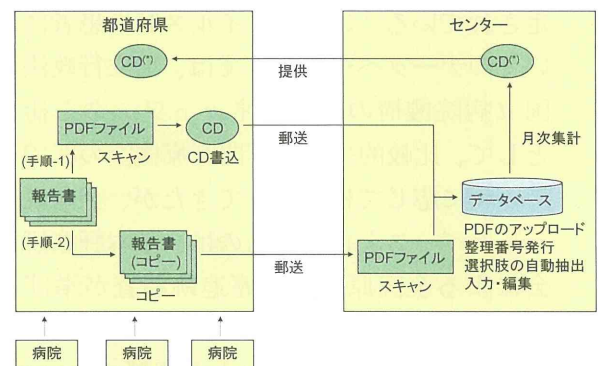 都道府県
センター
CD(*)
提供
CD(*)
PDFファイル
スキャン
CD
CD書込
郵送
月次集計
(手順-1)
報告書
(手順-2)
データベース
報告書
(コピー)
コピー
郵送
PDFファイル
スキャン
PDFのアップロード
整理番号発行
選択肢の自動抽出
入力・編集
病院
病院
病院